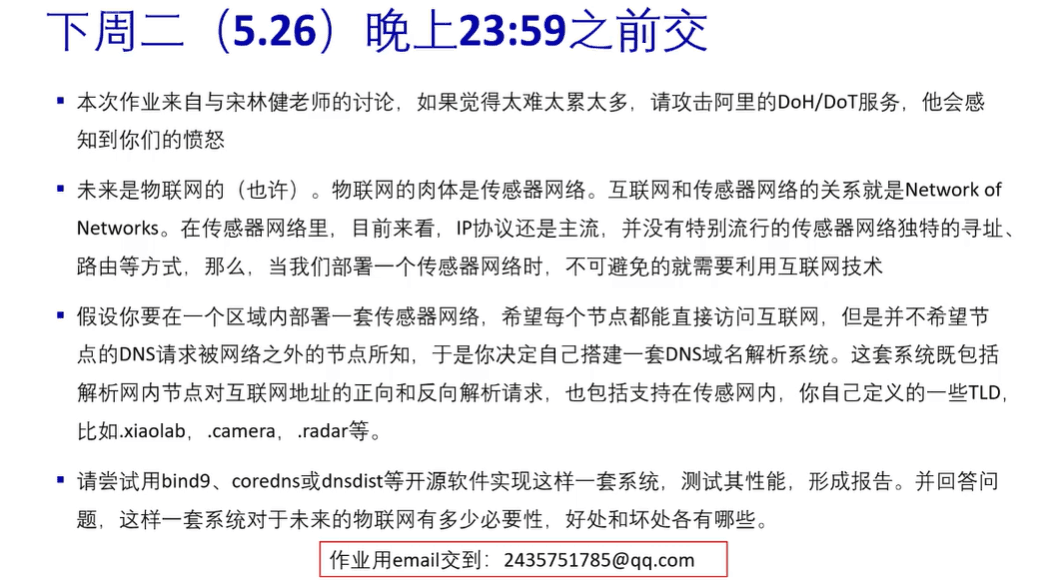 下周二（5.26）晚上23:59之前交
▪ 本次作业来自与宋林健老师的讨论，如果觉得太难太累太多，请攻击阿里的DoH/DoT服务，他会感
知到你们的愤怒
▪ 未来是物联网的（也许）。物联网的肉体是传感器网络。互联网和传感器网络的关系就是Network of
Networks。在传感器网络里，目前来看，IP协议还是主流，并没有特别流行的传感器网络独特的寻址、
路由等方式，那么，当我们部署一个传感器网络时，不可避免的就需要利用互联网技术
▪ 假设你要在一个区域内部署一套传感器网络，希望每个节点都能直接访问互联网，但是并不希望节
点的DNS请求被网络之外的节点所知，于是你决定自己搭建一套DNS域名解析系统。这套系统既包括
解析网内节点对互联网地址的正向和反向解析请求，也包括支持在传感网内，你自己定义的一些TLD，
比如.xiaolab，.camera，.radar等。
▪ 请尝试用bind9、coredns或dnsdist等开源软件实现这样一套系统，测试其性能，形成报告。并回答问
题，这样一套系统对于未来的物联网有多少必要性，好处和坏处各有哪些。
作业用email交到：2435751785@qq.com